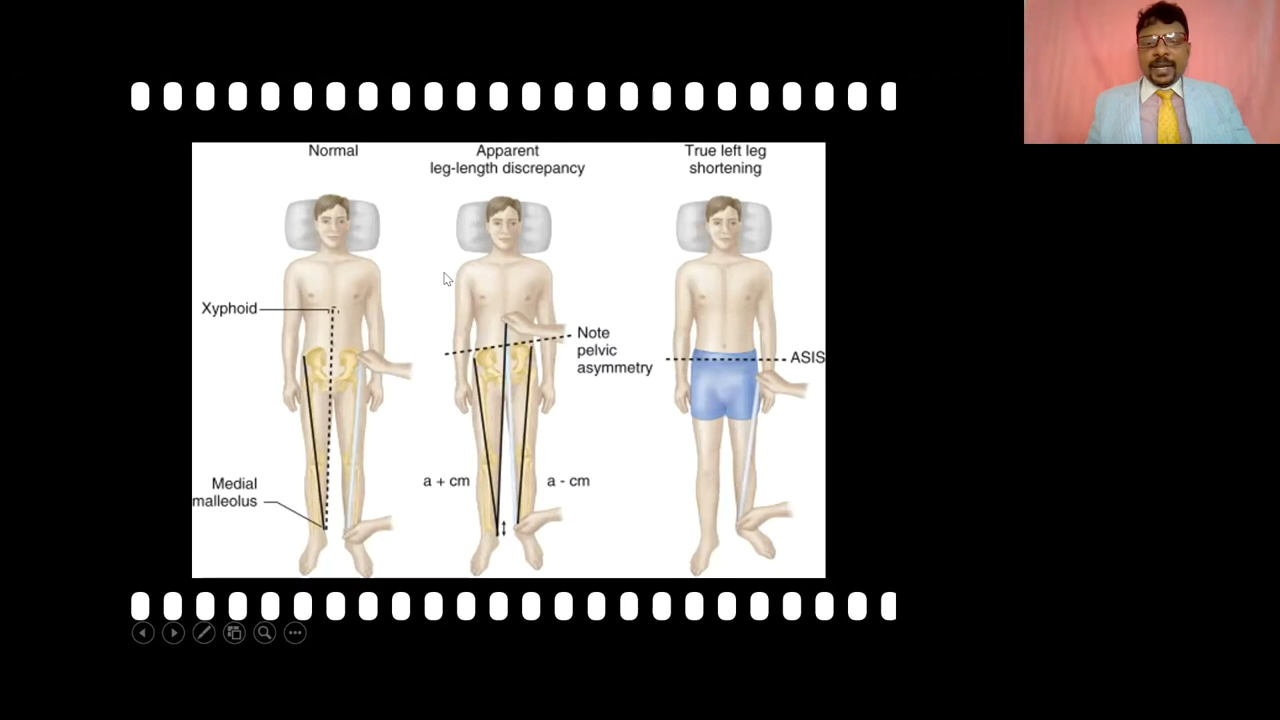 Normal
Apparent
leg-length discrepancy
True left leg
shortening
Xyphoid
Note
pelvic
asymmetry
ASIS
Medial
malleolus
a + cm
a - cm